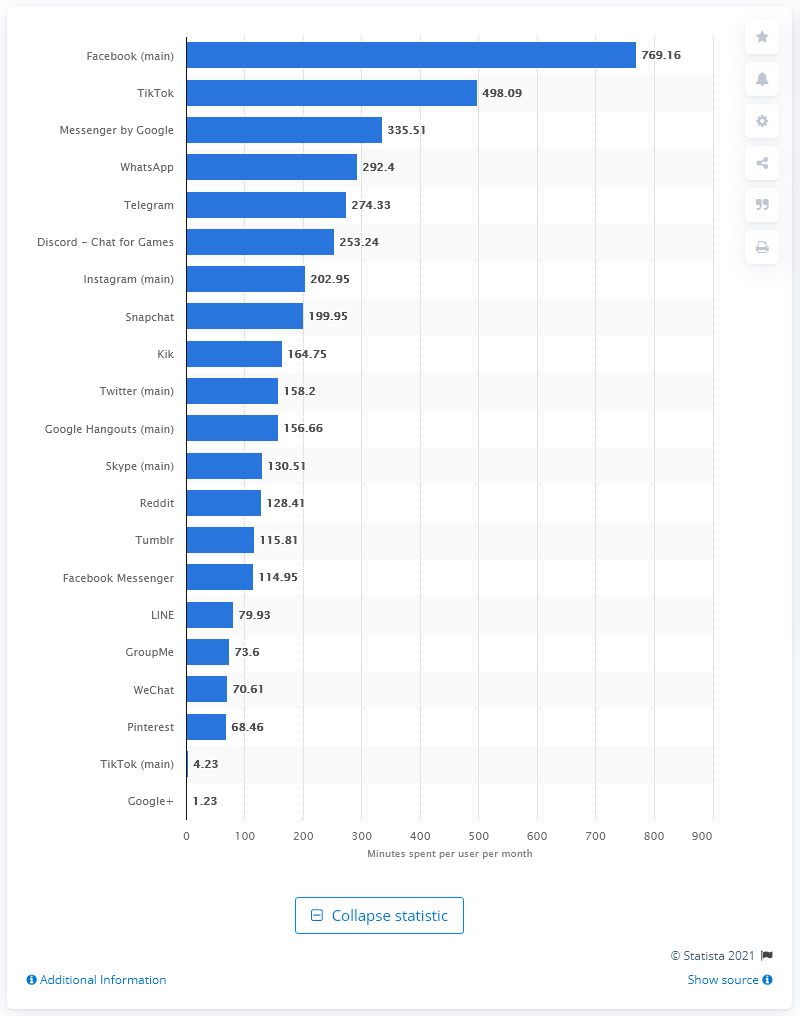 Facebook (main) 769.16
TikTok 498.09
Messenger by Google 335.51
WhatsApp 292.4
Telegram 274.33
Discord – Chat for Games 253.24
Instagram (main) 202.95
Snapchat 199.95
Kik 164.75
Twitter (main) 158.2
Google Hangouts (main) 156.66
Skype (main) 130.51
Reddit 128.41
Tumblr 115.81
Facebook Messenger 114.95
LINE 79.93
GroupMe 73.6
WeChat 70.61
Pinterest 68.46
TikTok (main) 4.23
Google+ 1.23
0 100 200 300 400 500 600 700 800 900
Minutes spent per user per month
Collapse statistic
© Statista 2021
Additional Information Show source